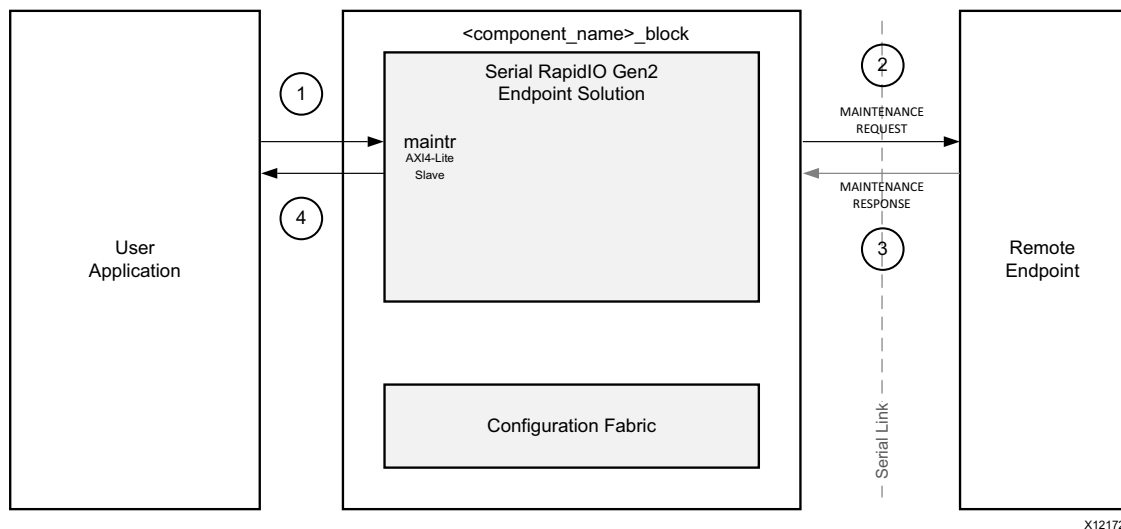 <component_name>_block
Serial RapidIO Gen2
Endpoint Solution
1
2
maintr
AXI4-Lite
Slave
MAINTENANCE
REQUEST
MAINTENANCE
RESPONSE
4
3
User
Application
Remote
Endpoint
Configuration Fabric
Serial Link
X12172